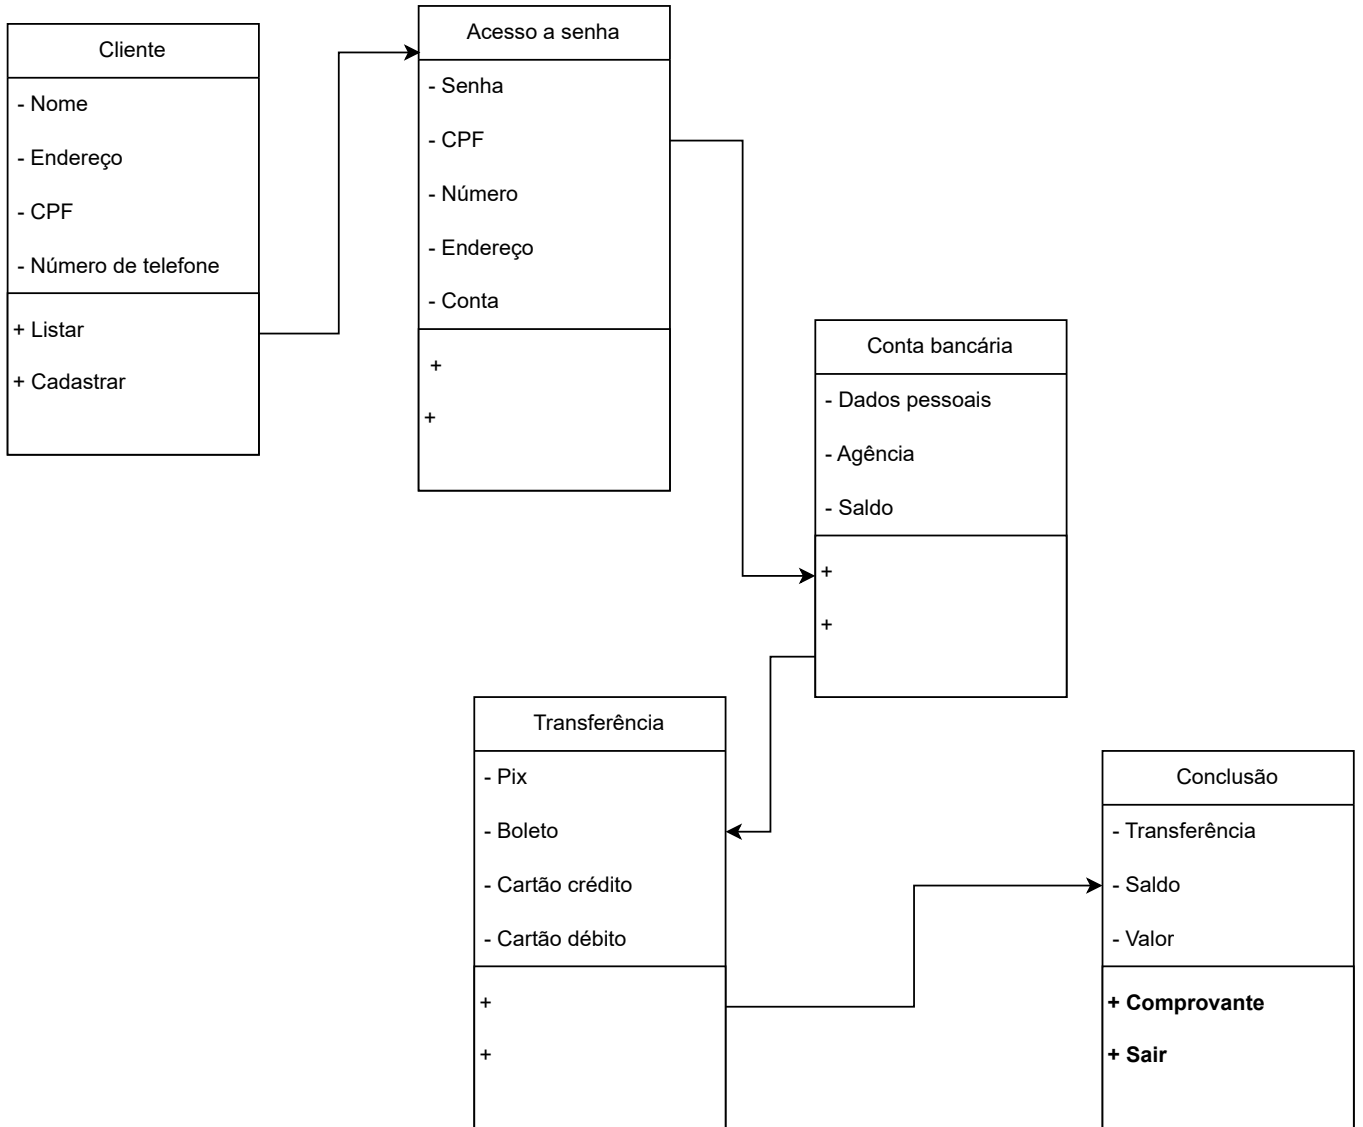 Cliente
- Nome
- Endereço
- CPF
- Número de telefone
+ Listar
+ Cadastrar
Acesso a senha
- Senha
- CPF
- Número
- Endereço
- Conta
+
+
Conta bancária
- Dados pessoais
- Agência
- Saldo
+
+
Transferência
- Pix
- Boleto
- Cartão crédito
- Cartão débito
+
+
Conclusão
- Transferência
- Saldo
- Valor
+ Comprovante
+ Sair